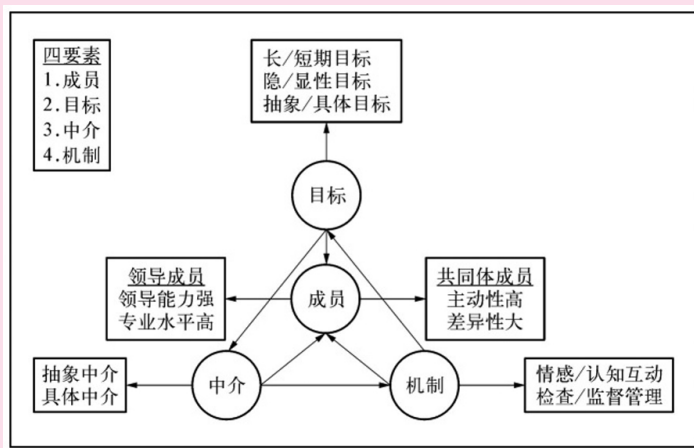 四要素
1.成员
2.目标
3.中介
4.机制
长/短期目标
隐/显性目标
抽象/具体目标
目标
领导成员
领导能力强
专业水平高
成员
共同体成员
主动性高
差异性大
抽象中介
具体中介
中介
机制
情感/认知互动
检查/监督管理